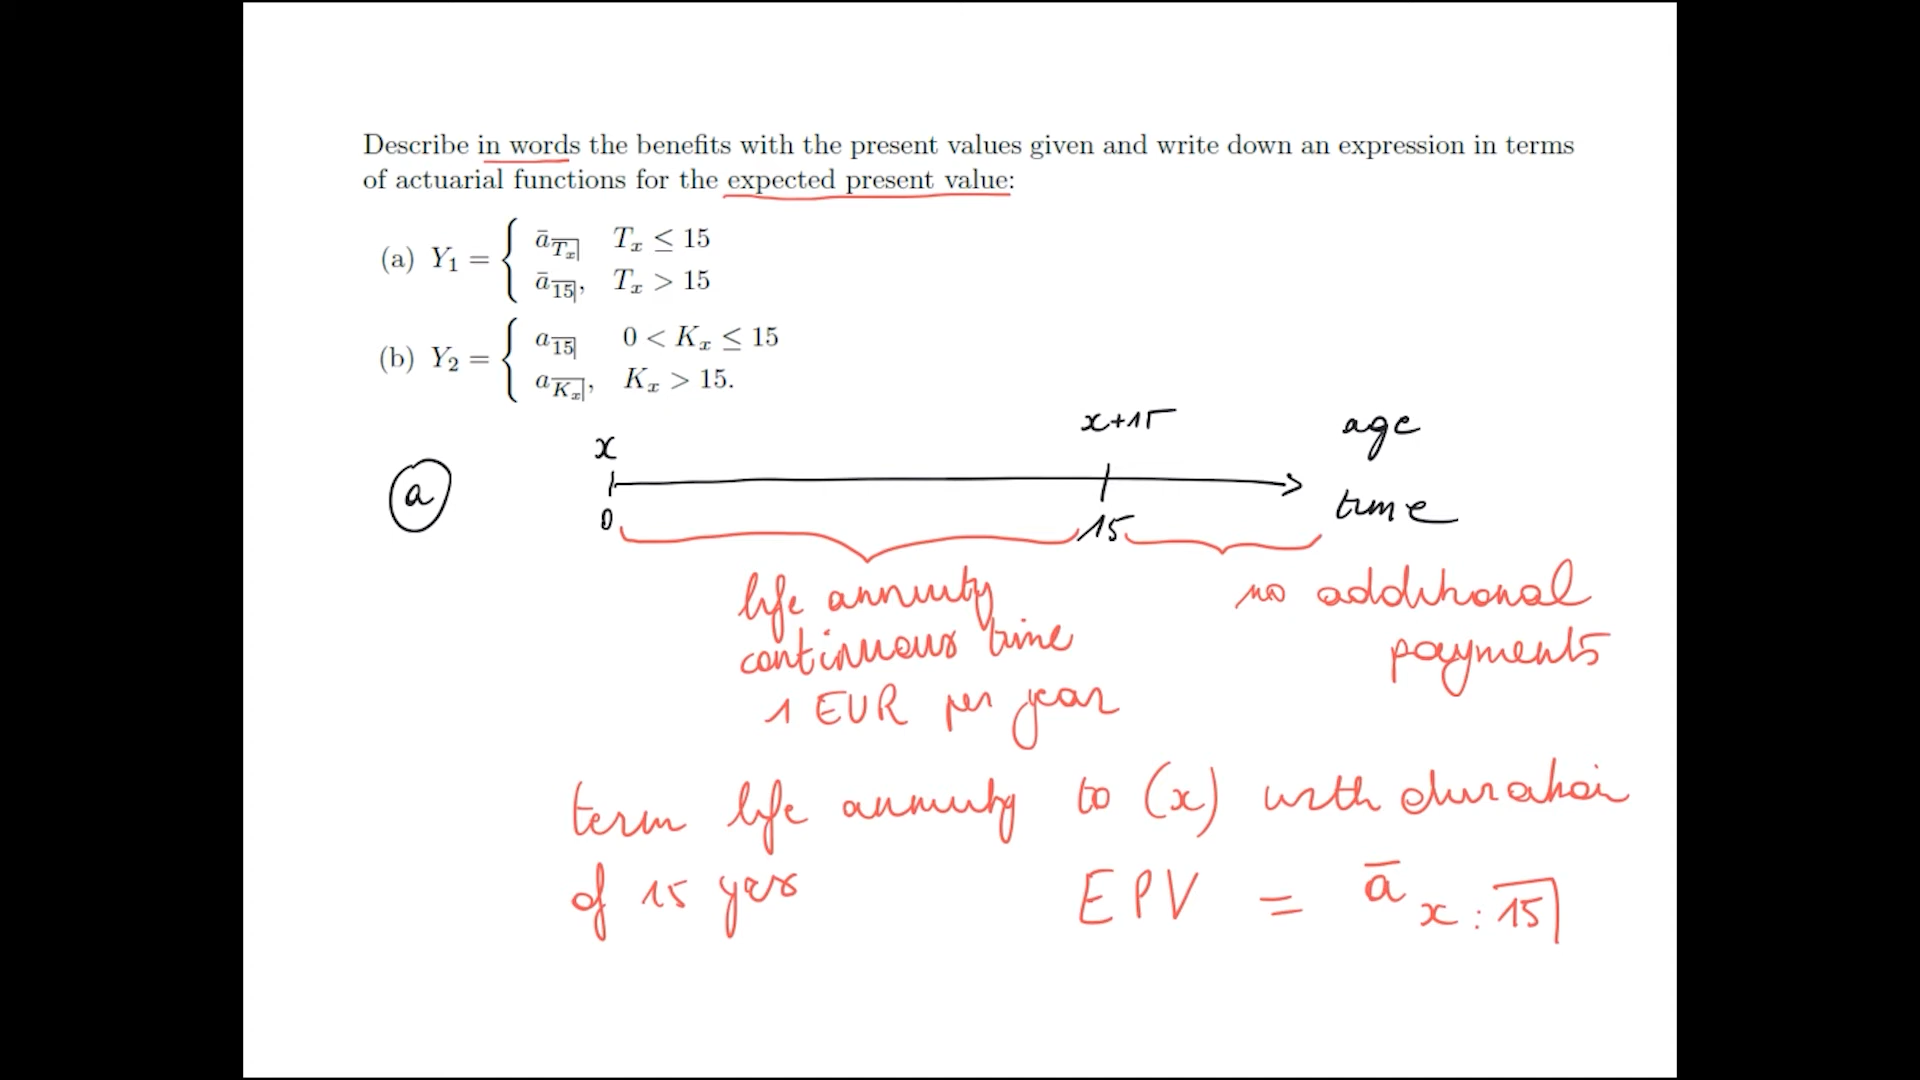 Describe in words the benefits with the present values given and write down an expression in terms
of actuarial functions for the expected present value:
(a) Y₁ = { ā_{T_x|} T_x ≤ 15
ā_{15|}, T_x > 15
(b) Y₂ = { a_{15|} 0 < K_x ≤ 15
a_{K_x|}, K_x > 15.
x x+15 age
a
0 15 time
life annuity no additional
continuous time payments
1 EUR per year
term life annuity to (x) with duration
of 15 yrs EPV = ā_{x:15|}